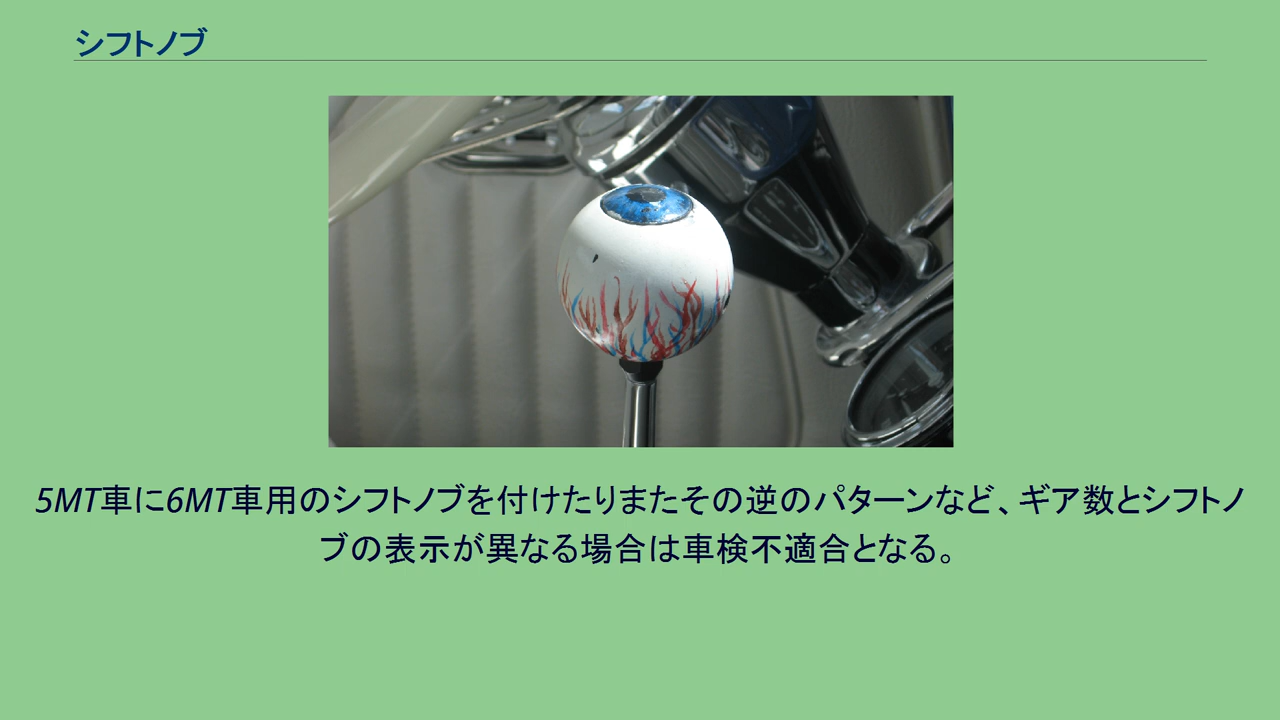 シフトノブ
5MT車に6MT車用のシフトノブを付けたりまたその逆のパターンなど、ギア数とシフトノ
ブの表示が異なる場合は車検不適合となる。